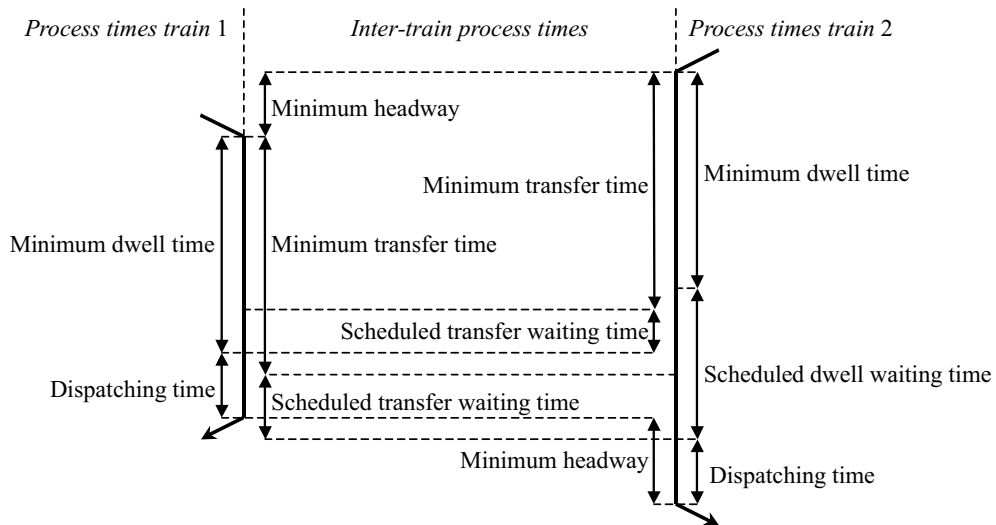 Process times train 1
Inter-train process times
Process times train 2
Minimum headway
Minimum transfer time
Minimum dwell time
Minimum dwell time
Minimum transfer time
Scheduled transfer waiting time
Scheduled dwell waiting time
Dispatching time
Scheduled transfer waiting time
Minimum headway
Dispatching time